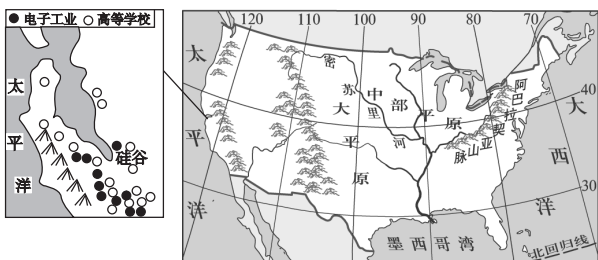 ●电子工业 ○高等学校
太
平
洋
硅谷
120 110 100 90 80 70
40
30
太
平
洋
密苏里河
大平原
中部平原
阿巴拉契亚山脉
大
西
洋
墨西哥湾
北回归线